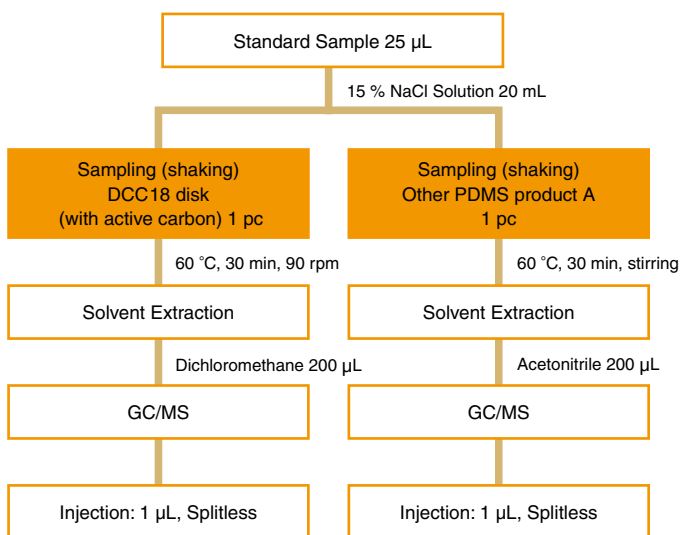 Standard Sample 25 µL
15 % NaCl Solution 20 mL
Sampling (shaking)
DCC18 disk
(with active carbon) 1 pc
60 °C, 30 min, 90 rpm
Solvent Extraction
Dichloromethane 200 µL
GC/MS
Injection: 1 µL, Splitless
Sampling (shaking)
Other PDMS product A
1 pc
60 °C, 30 min, stirring
Solvent Extraction
Acetonitrile 200 µL
GC/MS
Injection: 1 µL, Splitless